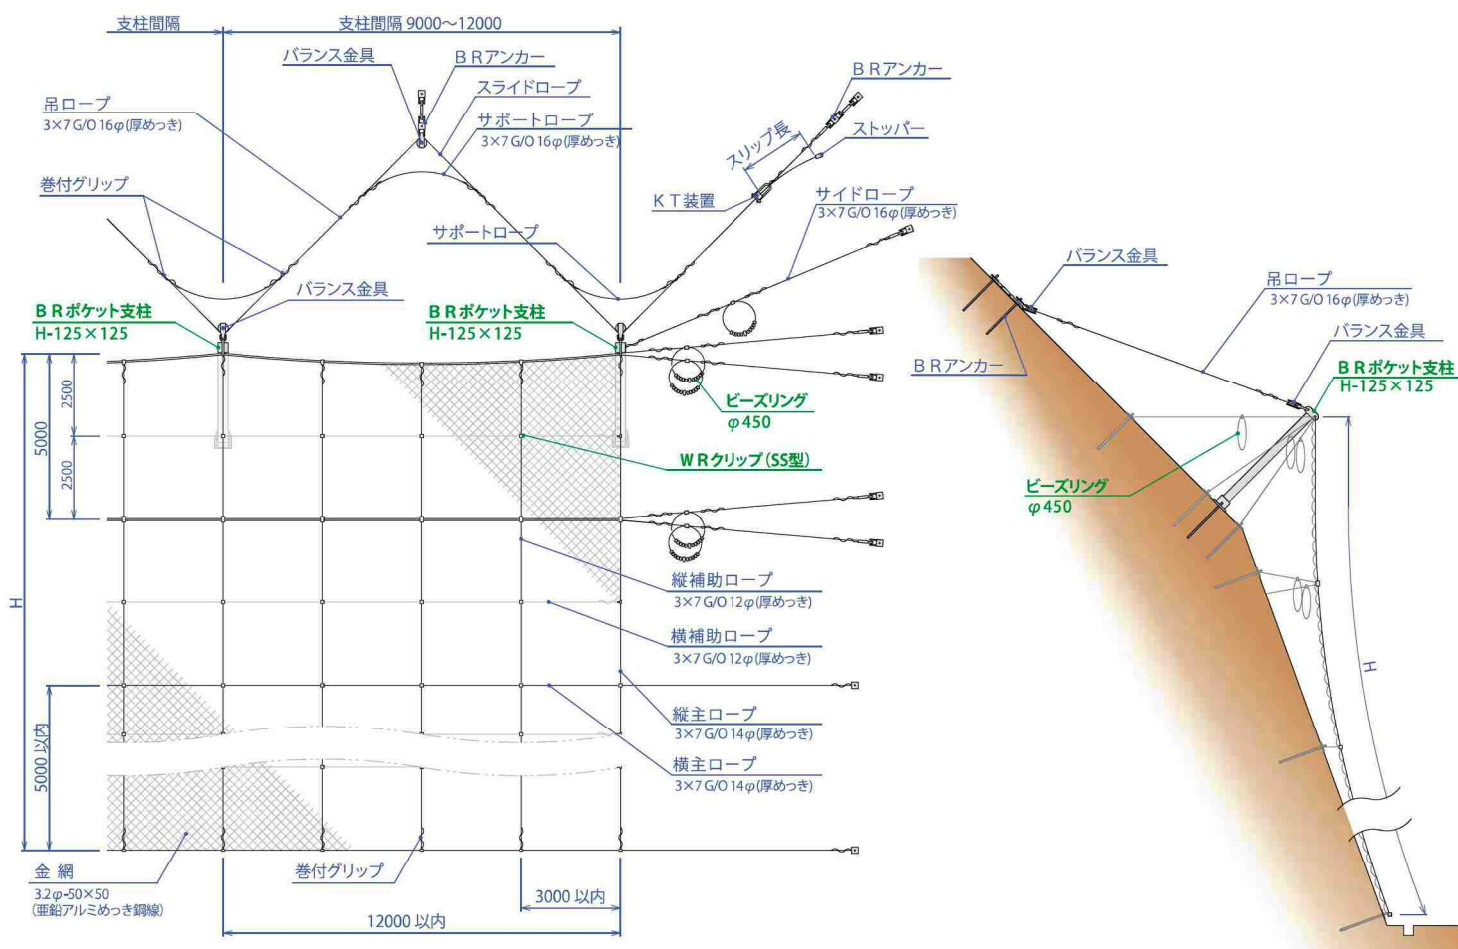 支柱間隔
支柱間隔 9000～12000
バランス金具
ＢＲアンカー
スライドロープ
サポートロープ
3×7 G/O 16φ(厚めっき)
吊ロープ
3×7 G/O 16φ(厚めっき)
巻付グリップ
サポートロープ
バランス金具
ＢＲポケット支柱
H-125×125
ＢＲポケット支柱
H-125×125
ＢＲアンカー
ストッパー
スリップ長
ＫＴ装置
サイドロープ
3×7 G/O 16φ(厚めっき)
ビーズリング
φ450
ＷＲクリップ(SS型)
縦補助ロープ
3×7 G/O 12φ(厚めっき)
横補助ロープ
3×7 G/O 12φ(厚めっき)
縦主ロープ
3×7 G/O 14φ(厚めっき)
横主ロープ
3×7 G/O 14φ(厚めっき)
2500
5000
2500
H
5000 以内
金 網
3.2φ-50×50
(亜鉛アルミめっき鋼線)
巻付グリップ
3000 以内
12000 以内
バランス金具
吊ロープ
3×7 G/O 16φ(厚めっき)
バランス金具
ＢＲアンカー
ＢＲポケット支柱
H-125×125
ビーズリング
φ450
H